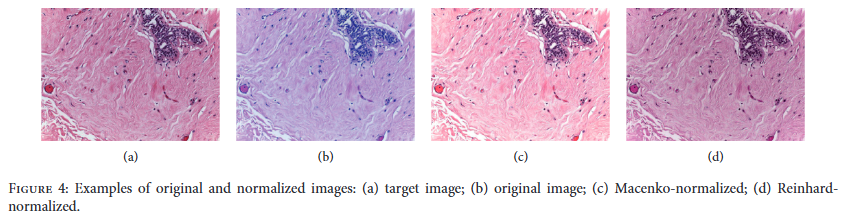 (a)
(b)
(c)
(d)
FIGURE 4: Examples of original and normalized images: (a) target image; (b) original image; (c) Macenko-normalized; (d) Reinhard-
normalized.